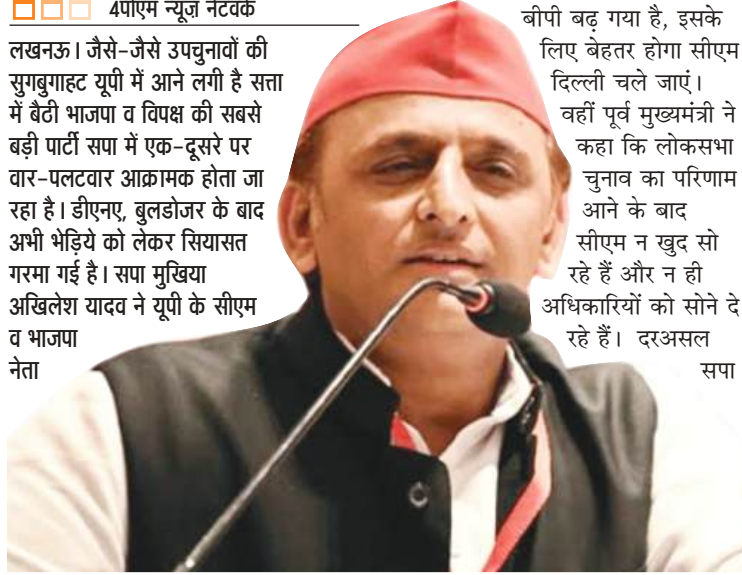 4पीएम न्यूज़ नेटवर्क
लखनऊ। जैसे-जैसे उपचुनावों की
सुगबुगाहट यूपी में आने लगी है सत्ता
में बैठी भाजपा व विपक्ष की सबसे
बड़ी पार्टी सपा में एक-दूसरे पर
वार-पलटवार आक्रामक होता जा
रहा है। डीएनए, बुलडोजर के बाद
अभी भेड़िये को लेकर सियासत
गरमा गई है। सपा मुखिया
अखिलेश यादव ने यूपी के सीएम
व भाजपा
नेता
बीपी बढ़ गया है, इसके
लिए बेहतर होगा सीएम
दिल्ली चले जाएं।
वहीं पूर्व मुख्यमंत्री ने
कहा कि लोकसभा
चुनाव का परिणाम
आने के बाद
सीएम न खुद सो
रहे हैं और न ही
अधिकारियों को सोने दे
रहे हैं। दरअसल
सपा